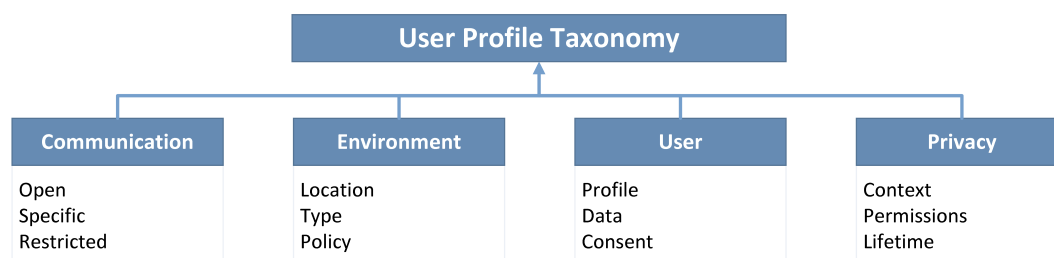 User Profile Taxonomy
Communication
Open
Specific
Restricted
Environment
Location
Type
Policy
User
Profile
Data
Consent
Privacy
Context
Permissions
Lifetime